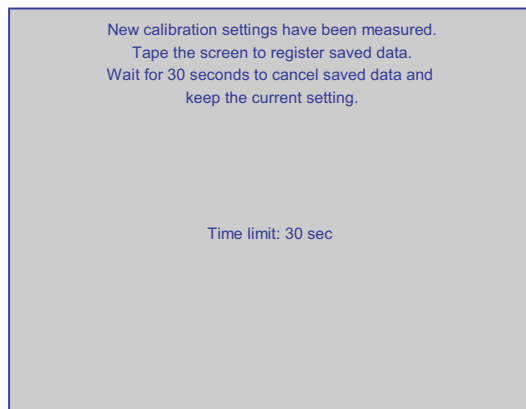 New calibration settings have been measured.
Tape the screen to register saved data.
Wait for 30 seconds to cancel saved data and
keep the current setting.
Time limit: 30 sec